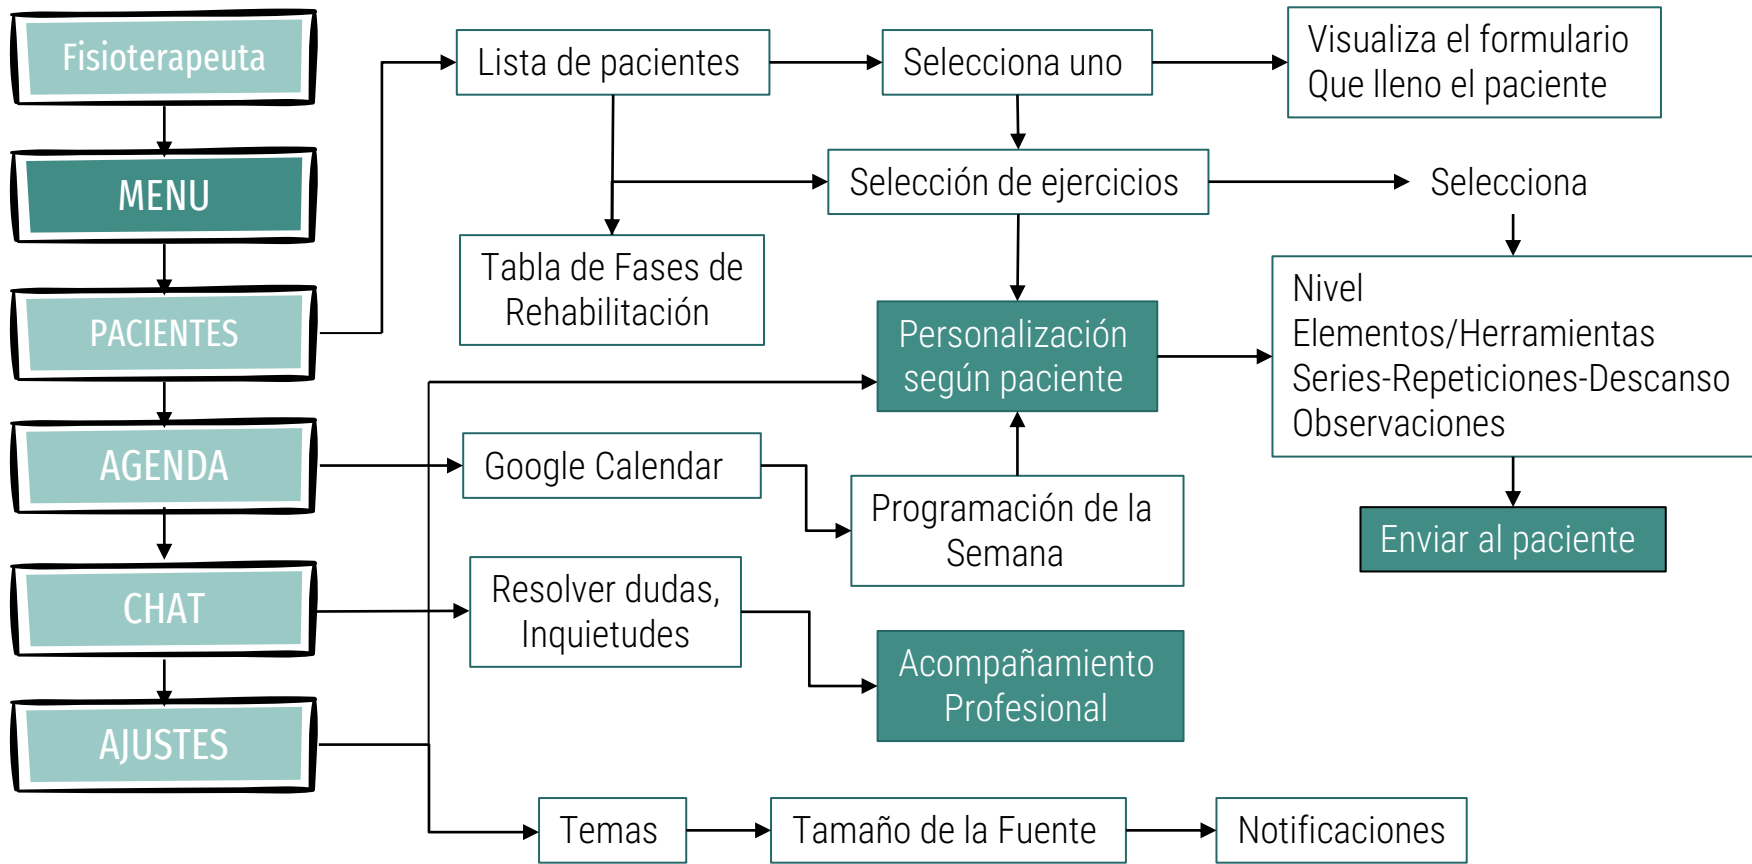 Fisioterapeuta
MENU
PACIENTES
AGENDA
CHAT
AJUSTES
Lista de pacientes
Selecciona uno
Visualiza el formulario
Que lleno el paciente
Selección de ejercicios
Selecciona
Tabla de Fases de
Rehabilitación
Personalización
según paciente
Nivel
Elementos/Herramientas
Series-Repeticiones-Descanso
Observaciones
Google Calendar
Programación de la
Semana
Enviar al paciente
Resolver dudas,
Inquietudes
Acompañamiento
Profesional
Temas
Tamaño de la Fuente
Notificaciones